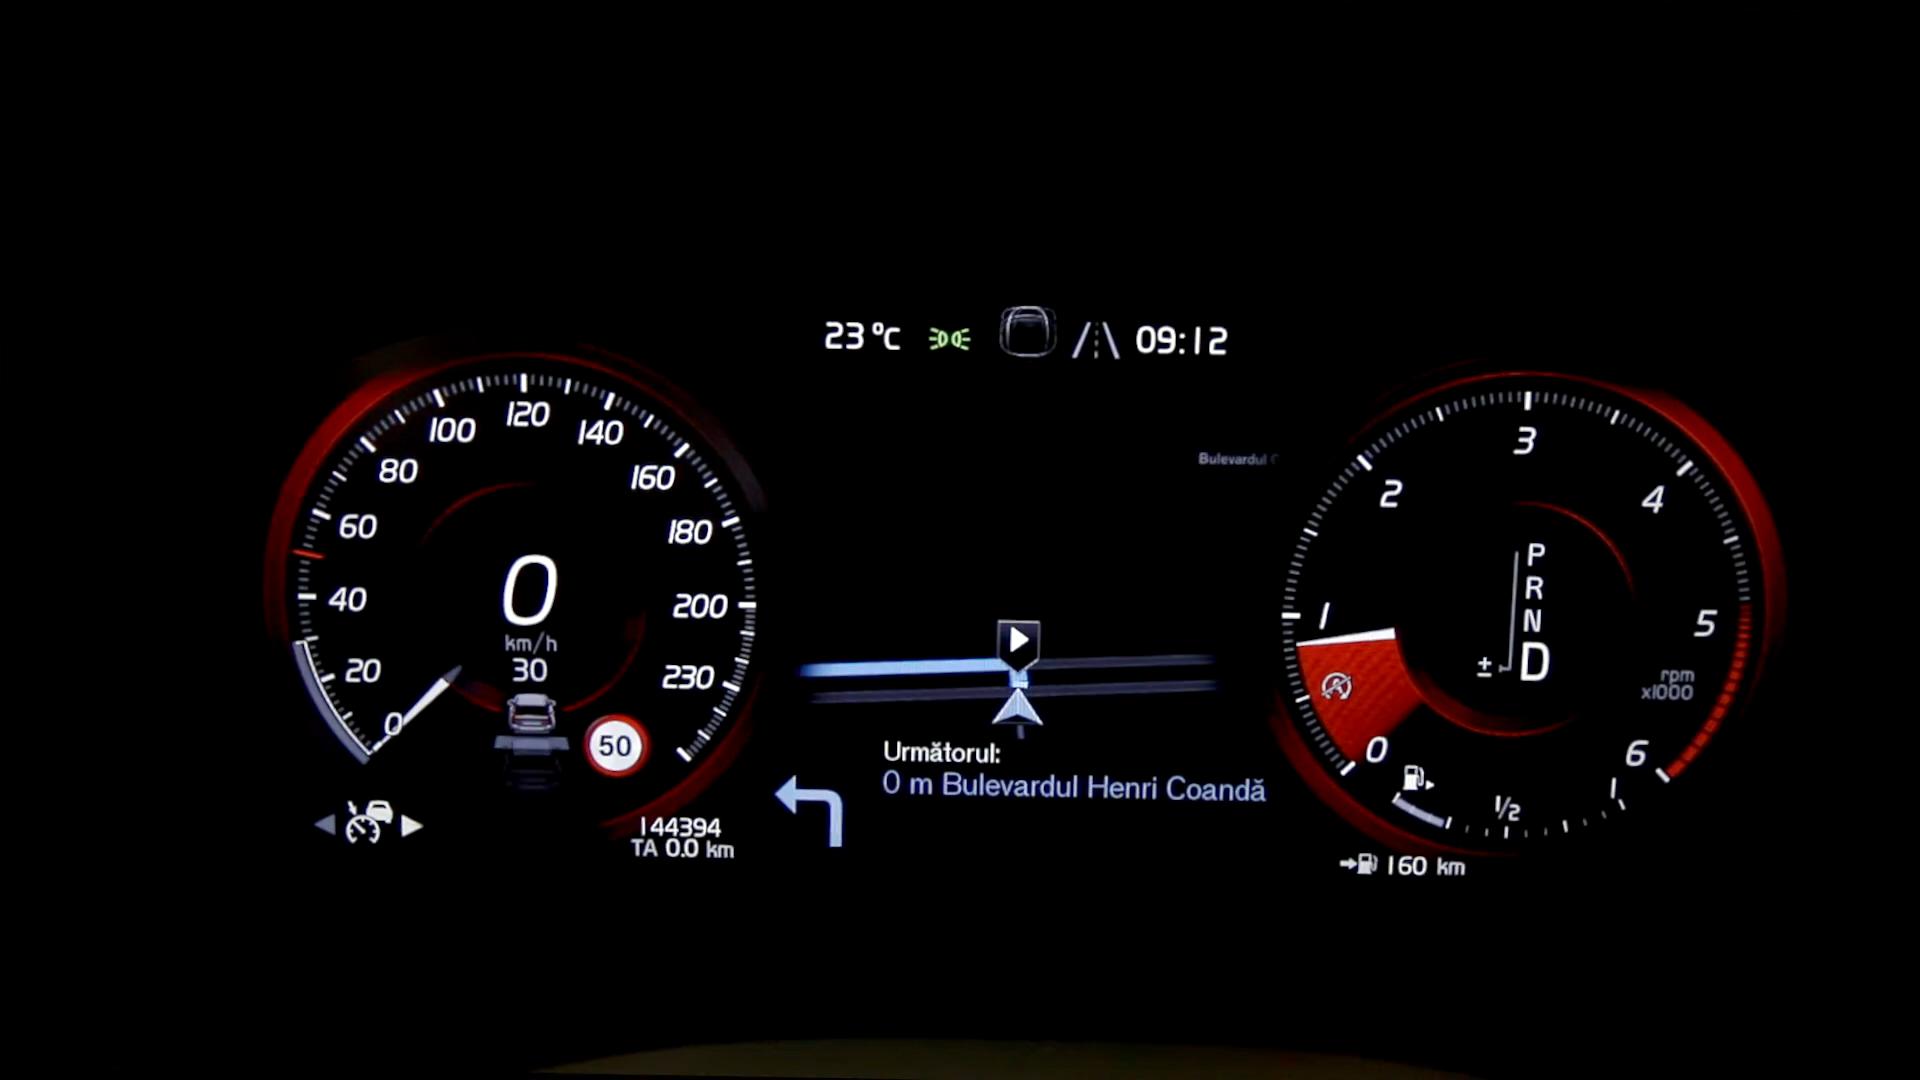 23 °C 09:12
0
20
40
60
80
100
120
140
160
180
200
230
0
km/h
30
50
144394
TA 0.0 km
Bulevardul
Următorul:
0 m Bulevardul Henri Coandă
0
1
2
3
4
5
6
P
R
N
± D
rpm
x1000
1/2
1
160 km